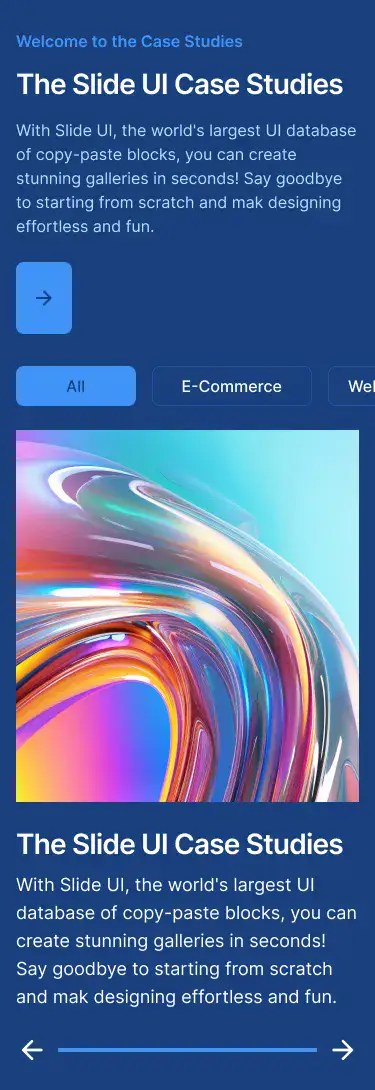 Welcome to the Case Studies
The Slide UI Case Studies
With Slide UI, the world's largest UI database
of copy-paste blocks, you can create
stunning galleries in seconds! Say goodbye
to starting from scratch and mak designing
effortless and fun.
All E-Commerce
The Slide UI Case Studies
With Slide UI, the world's largest UI
database of copy-paste blocks, you can
create stunning galleries in seconds!
Say goodbye to starting from scratch
and mak designing effortless and fun.